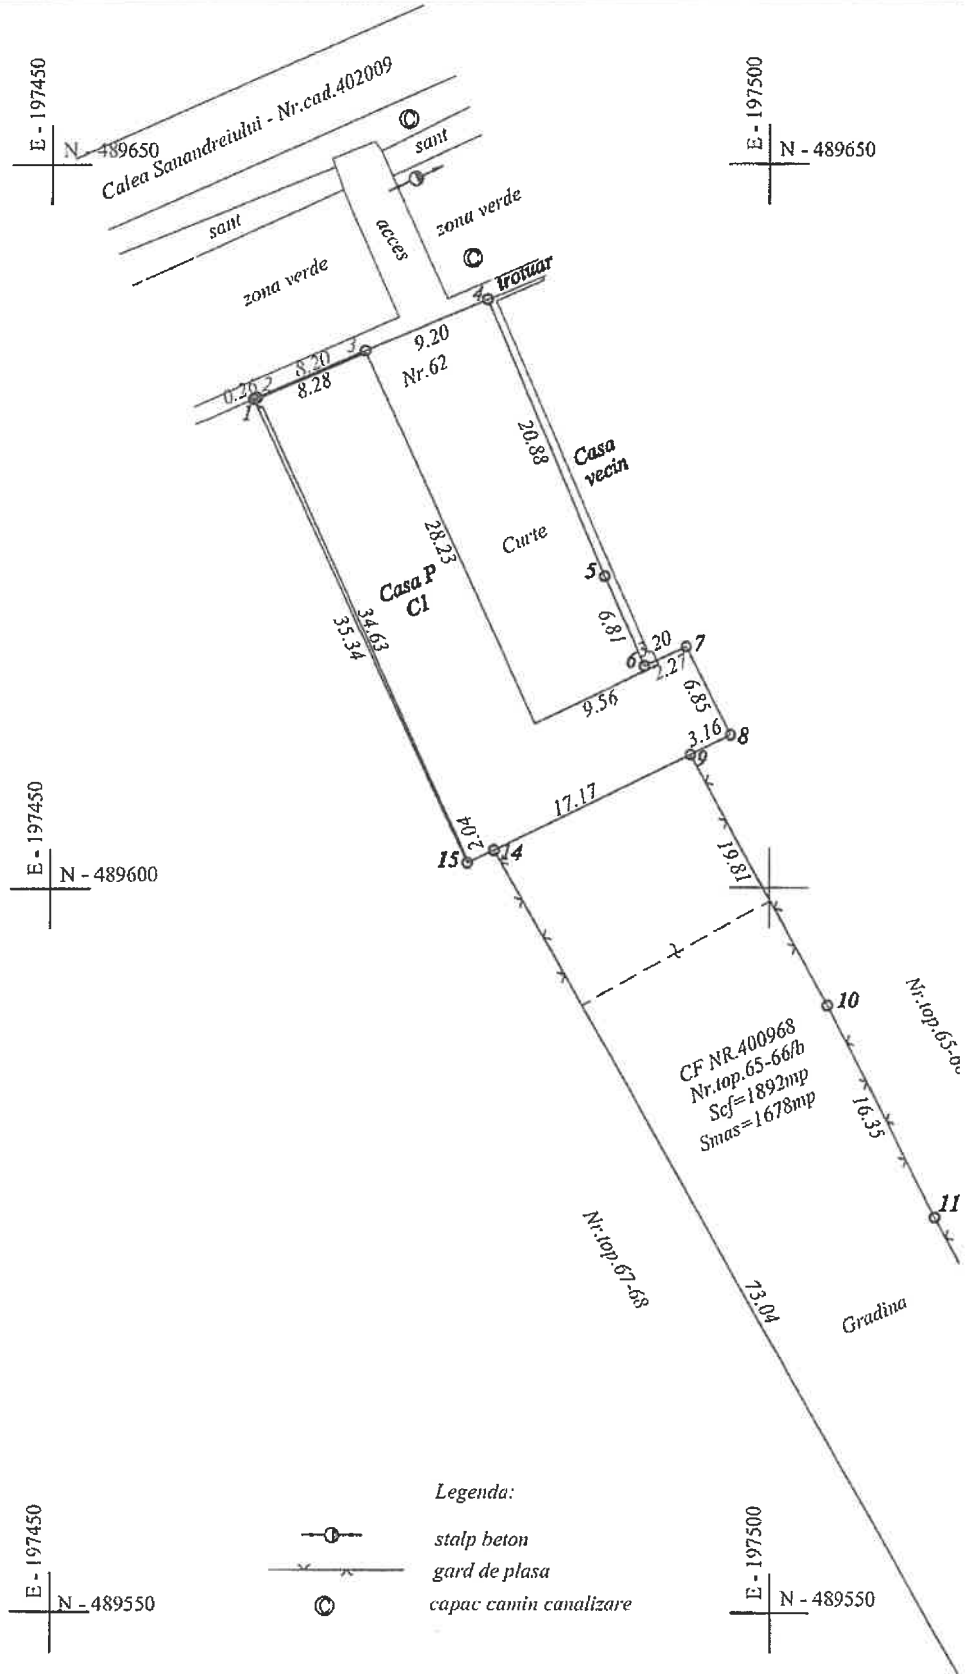 E - 197450
N - 489650
Calea Sanandreiului - Nr.cad.402009
sant
E - 197500
N - 489650
sant
zona verde
acces
zona verde
4
trotuar
3
9.20
Nr.62
0.26
2
8.20
8.28
1
20.88
Casa
vecin
Curte
28.23
Casa P
C1
34.63
35.34
5
6.81
6
7
2.27
9.56
6.85
8
3.16
9
17.17
2.04
15
14
E - 197450
N - 489600
19.81
10
Nr.top.65-66
CF NR.400968
Nr.top.65-66/b
Scf=1892mp
Smas=1678mp
16.35
11
Nr.top.67-68
73.04
Gradina
Legenda:
stalp beton
gard de plasa
capac camin canalizare
E - 197450
N - 489550
E - 197500
N - 489550